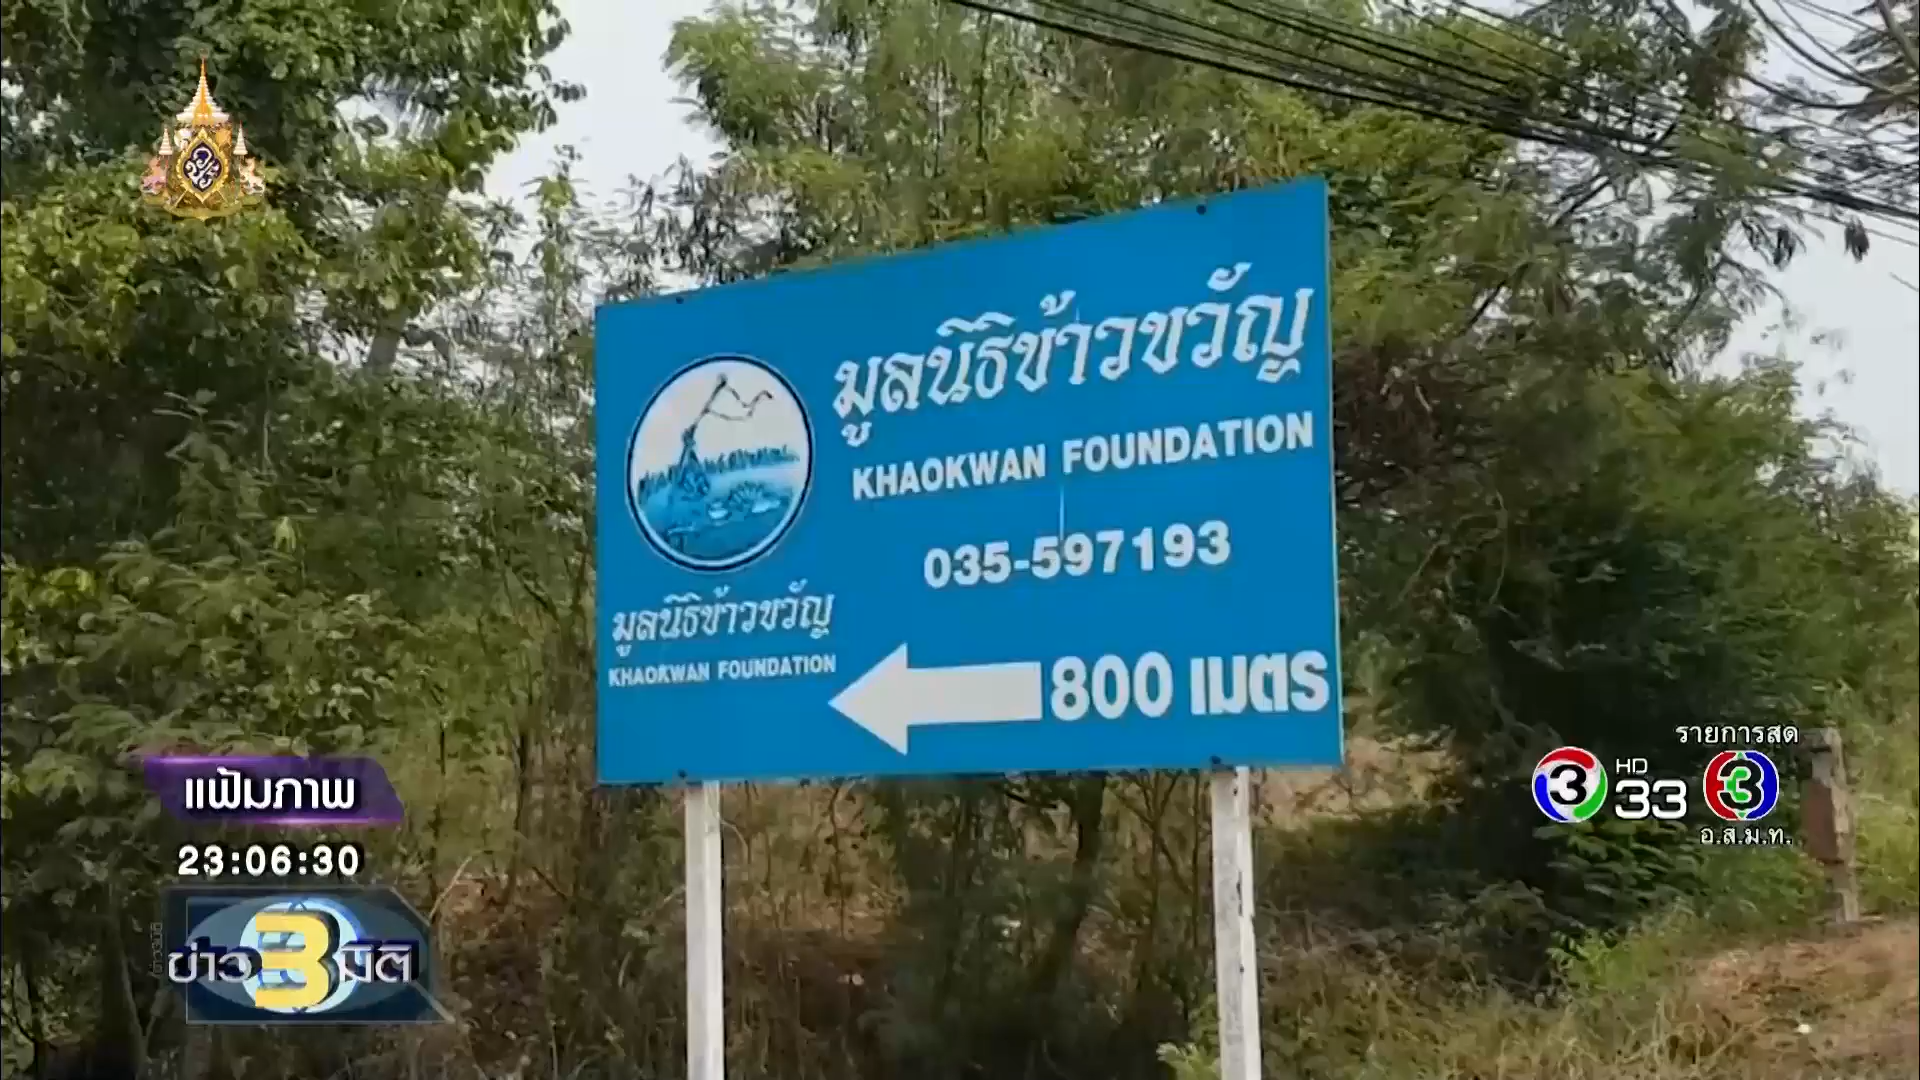 มูลนิธิข้าวขวัญ
KHAOKWAN FOUNDATION
035-597193
800 เมตร
มูลนิธิข้าวขวัญ
KHAOKWAN FOUNDATION
แฟ้มภาพ
23:06:30
ข่าว 3 มิติ
รายการสด
3 HD 33 3
อ.ส.ม.ท.